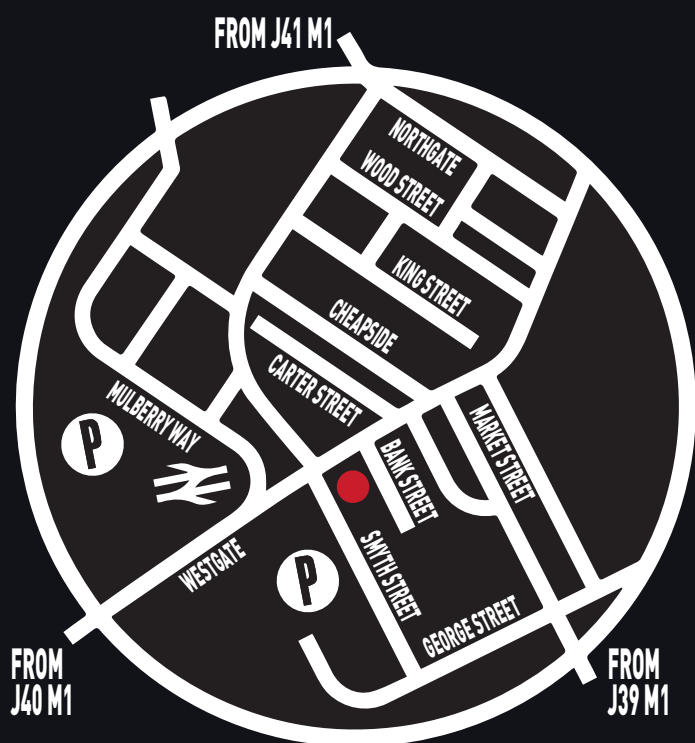 FROM J41 M1
NORTHGATE
WOOD STREET
KING STREET
CHEAPSIDE
CARTER STREET
MULBERRY WAY
P
MARKET STREET
BANK STREET
WESTGATE
P
SMYTH STREET
GEORGE STREET
FROM
J40 M1
FROM
J39 M1